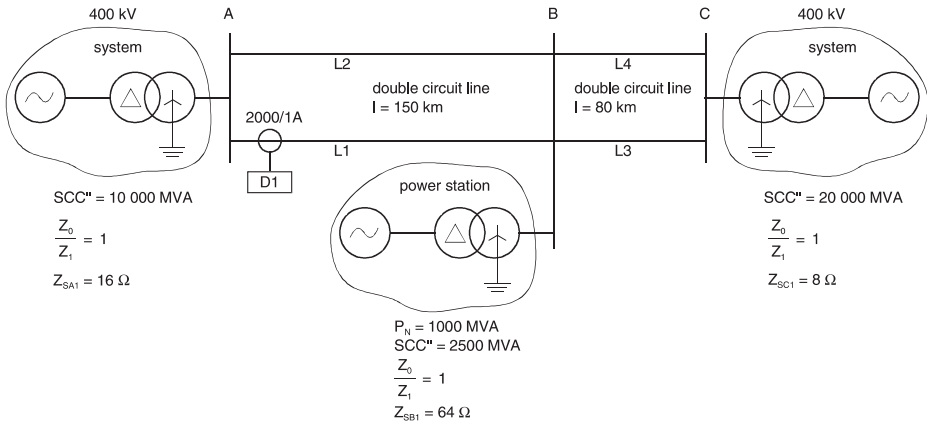 400 kV
A
B
C
400 kV
system
system
L2
L4
double circuit line
l = 150 km
double circuit line
l = 80 km
2000/1A
L1
L3
D1
power station
SCC" = 10 000 MVA
Z0
Z1
= 1
ZSA1 = 16 Ω
SCC" = 20 000 MVA
Z0
Z1
= 1
ZSC1 = 8 Ω
PN = 1000 MVA
SCC" = 2500 MVA
Z0
Z1
= 1
ZSB1 = 64 Ω